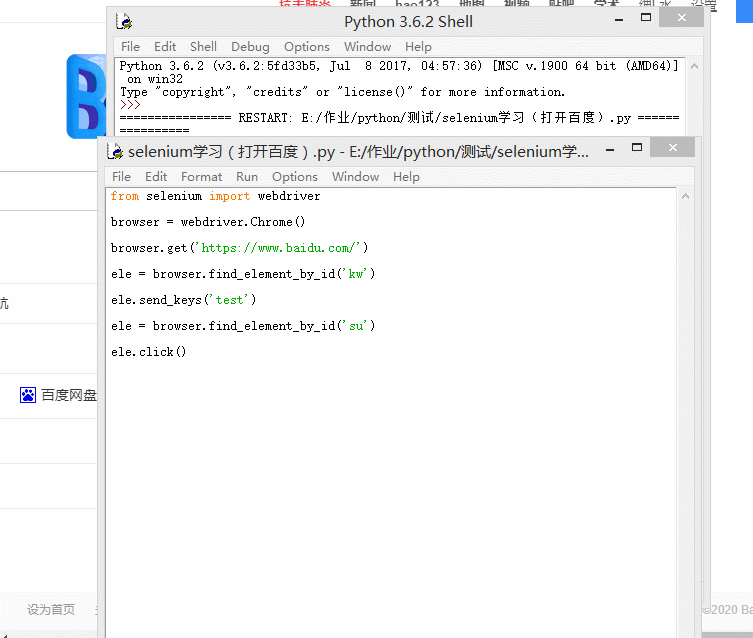 抗击肺炎 新闻 hao123 地图 视频 贴吧 学术 设置
Python 3.6.2 Shell
File Edit Shell Debug Options Window Help
Python 3.6.2 (v3.6.2:5fd33b5, Jul  8 2017, 04:57:36) [MSC v.1900 64 bit (AMD64)]
on win32
Type "copyright", "credits" or "license()" for more information.
>>>
================ RESTART: E:/作业/python/测试/selenium学习（打开百度）.py ======
==========
selenium学习（打开百度）.py - E:/作业/python/测试/selenium学...
File Edit Format Run Options Window Help
from selenium import webdriver
browser = webdriver.Chrome()
browser.get('https://www.baidu.com/')
ele = browser.find_element_by_id('kw')
ele.send_keys('test')
ele = browser.find_element_by_id('su')
ele.click()
航
百度网盘
设为首页
©2020 Ba